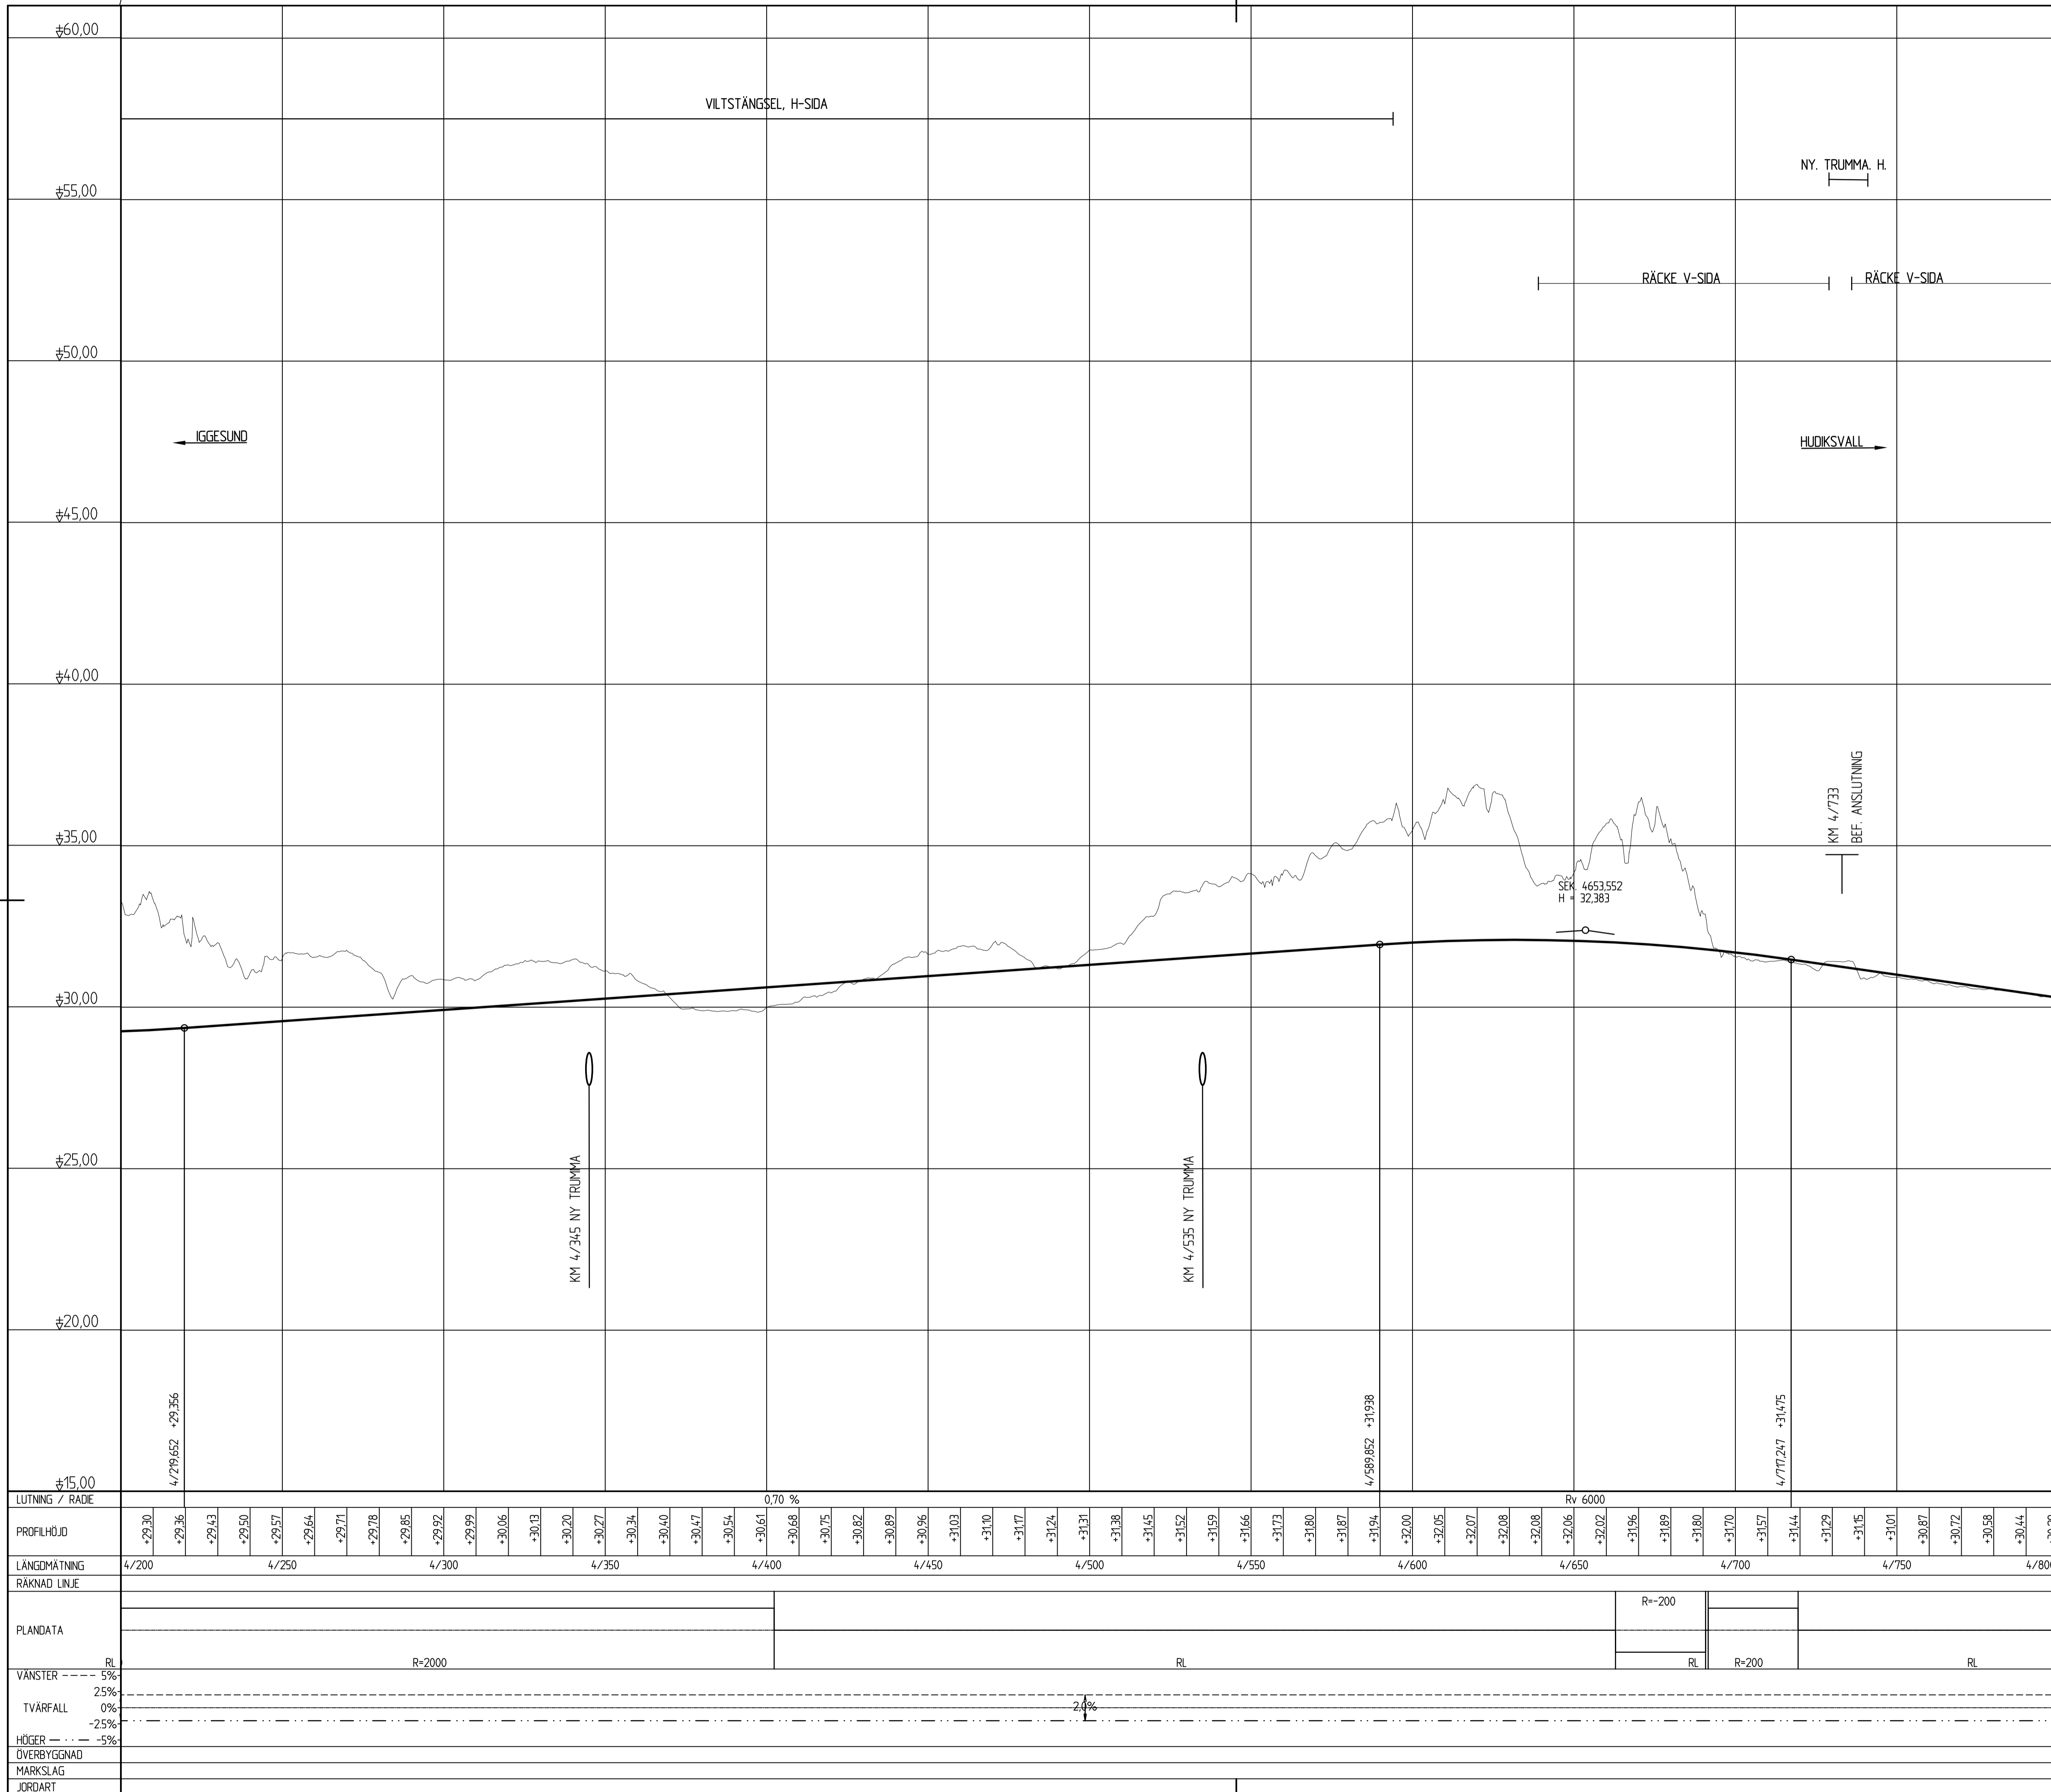 +60,00
VILTSTÄNGSEL, H-SIDA
NY. TRUMMA. H.
+55,00
RÄCKE V-SIDA
RÄCKE V-SIDA
+50,00
IGGESUND
HUDIKSVALL
+45,00
+40,00
KM 4/733
BEF. ANSLUTNING
+35,00
SEK. 4653,552
H = 32,383
+30,00
KM 4/345 NY TRUMMA
KM 4/535 NY TRUMMA
+25,00
+20,00
4/219,652 +29,356
4/589,852 +31,938
4/717,247 +31,475
+15,00
LUTNING / RADIE 0,70 % Rv 6000
PROFILHÖJD +29,30 +29,36 +29,43 +29,50 +29,57 +29,64 +29,71 +29,78 +29,85 +29,92 +29,99 +30,06 +30,13 +30,20 +30,27 +30,34 +30,40 +30,47 +30,54 +30,61 +30,68 +30,75 +30,82 +30,89 +30,96 +31,03 +31,10 +31,17 +31,24 +31,31 +31,38 +31,45 +31,52 +31,59 +31,66 +31,73 +31,80 +31,87 +31,94 +32,00 +32,05 +32,07 +32,08 +32,08 +32,06 +32,02 +31,96 +31,89 +31,80 +31,70 +31,57 +31,44 +31,29 +31,15 +31,01 +30,87 +30,72 +30,58 +30,44
LÄNGDMÄTNING 4/200 4/250 4/300 4/350 4/400 4/450 4/500 4/550 4/600 4/650 4/700 4/750 4/800
RÄKNAD LINJE
R=-200
PLANDATA
RL R=2000 RL RL R=200 RL
VÄNSTER 5%
2.5%
TVÄRFALL 0% 2,0%
-2.5%
HÖGER -5%
ÖVERBYGGNAD
MARKSLAG
JORDART